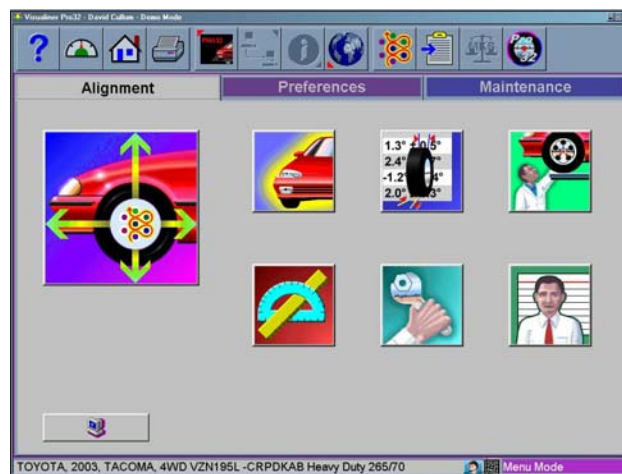 Visualiner Pro32 - David Cullum - Demo Mode
?
Alignment
Preferences
Maintenance
1.3°
2.4°
-1.2°
2.0°
TOYOTA, 2003, TACOMA, 4WD VZN195L -CRPDKAB Heavy Duty 265/70
Menu Mode